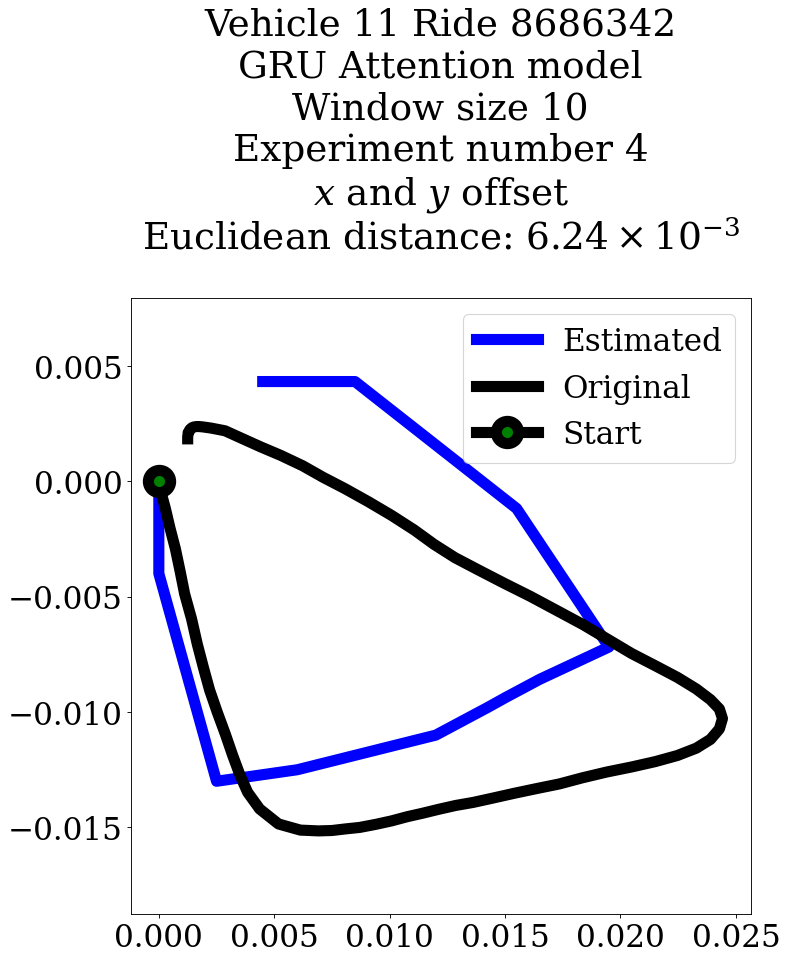 Vehicle 11 Ride 8686342
GRU Attention model
Window size 10
Experiment number 4
x and y offset
Euclidean distance: 6.24 × 10⁻³
Estimated
Original
Start
0.005
0.000
−0.005
−0.010
−0.015
0.000 0.005 0.010 0.015 0.020 0.025